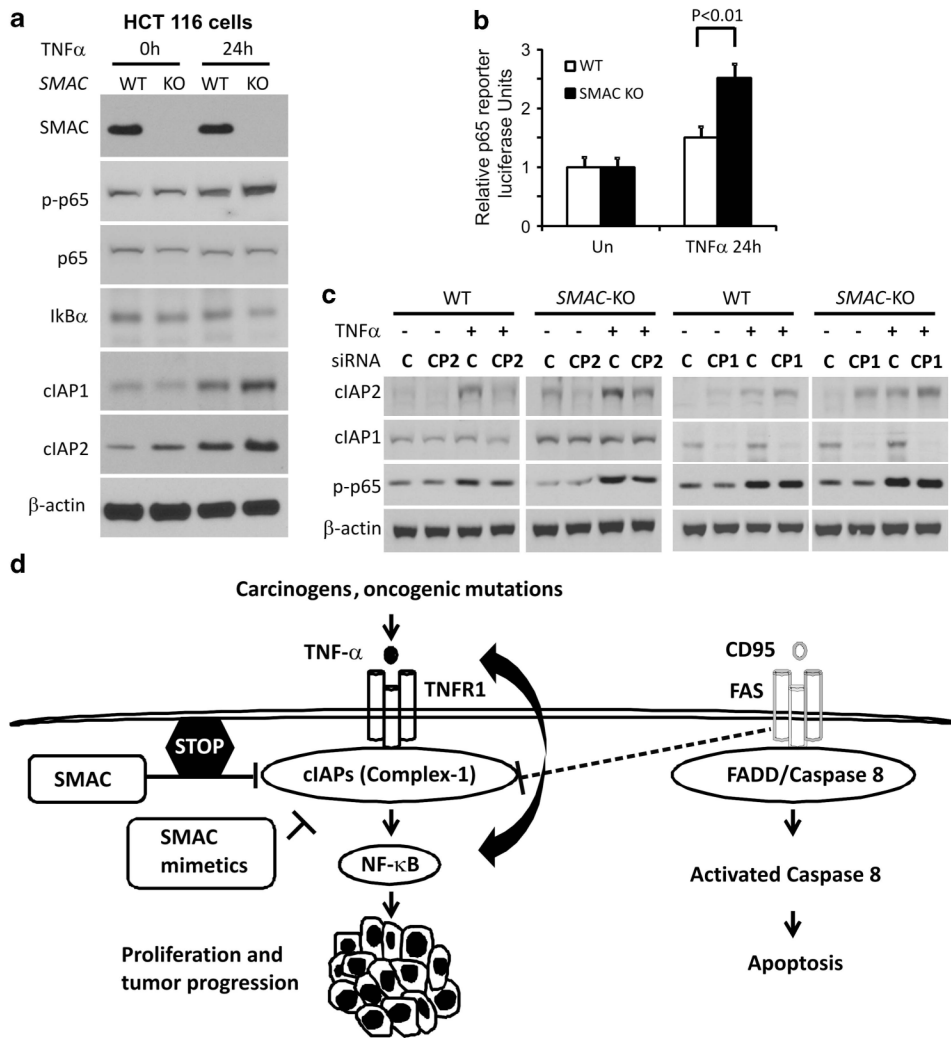 a
HCT 116 cells
TNFα 0h 24h
SMAC WT KO WT KO
SMAC
p-p65
p65
IkBα
cIAP1
cIAP2
β-actin
b
P<0.01
Relative p65 reporter
luciferase Units
3
2
1
0
WT
SMAC KO
Un TNFα 24h
c
WT SMAC-KO WT SMAC-KO
TNFα - - + + - - + + - - + + - - + +
siRNA C CP2 C CP2 C CP2 C CP2 C CP1 C CP1 C CP1 C CP1
cIAP2
cIAP1
p-p65
β-actin
d
Carcinogens, oncogenic mutations
TNF-α
TNFR1
CD95
FAS
STOP
SMAC
cIAPs (Complex-1)
FADD/Caspase 8
SMAC
mimetics
NF-κB
Activated Caspase 8
Proliferation and
tumor progression
Apoptosis